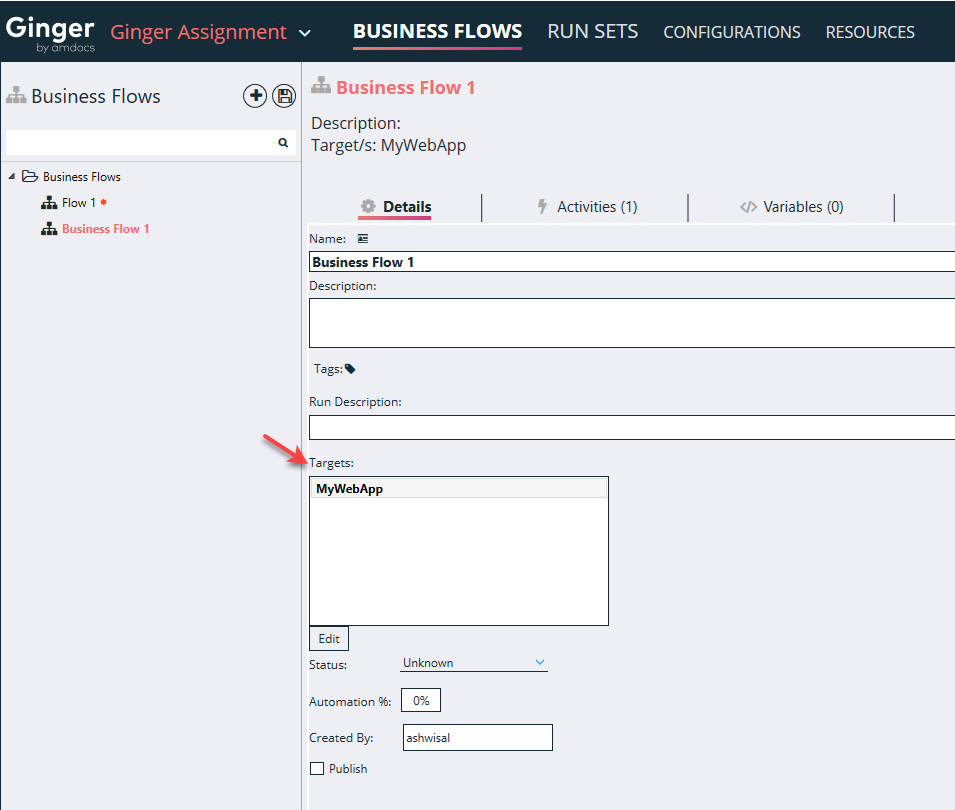 Ginger
by amdocs
Ginger Assignment
BUSINESS FLOWS
RUN SETS
CONFIGURATIONS
RESOURCES
Business Flows
Business Flows
Flow 1
Business Flow 1
Business Flow 1
Description:
Target/s: MyWebApp
Details
Activities (1)
Variables (0)
Name:
Business Flow 1
Description:
Tags:
Run Description:
Targets:
MyWebApp
Edit
Status: Unknown
Automation %: 0%
Created By: ashwisal
Publish